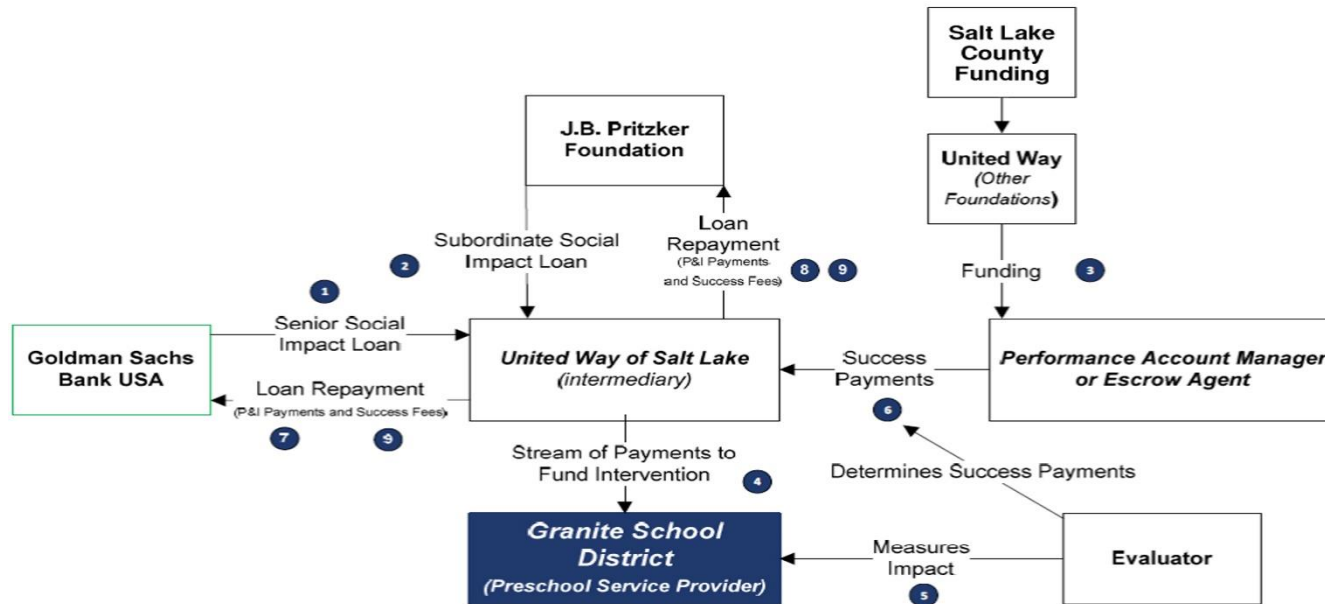 Salt Lake
County
Funding
J.B. Pritzker
Foundation
United Way
(Other
Foundations)
Subordinate Social
Impact Loan
2
Loan
Repayment
(P&I Payments
and Success Fees)
8 9
Funding
3
1
Senior Social
Impact Loan
Goldman Sachs
Bank USA
Loan Repayment
(P&I Payments and Success Fees)
7 9
United Way of Salt Lake
(intermediary)
Success
Payments
6
Performance Account Manager
or Escrow Agent
Stream of Payments to
Fund Intervention
4
Determines Success Payments
Granite School
District
(Preschool Service Provider)
Measures
Impact
5
Evaluator